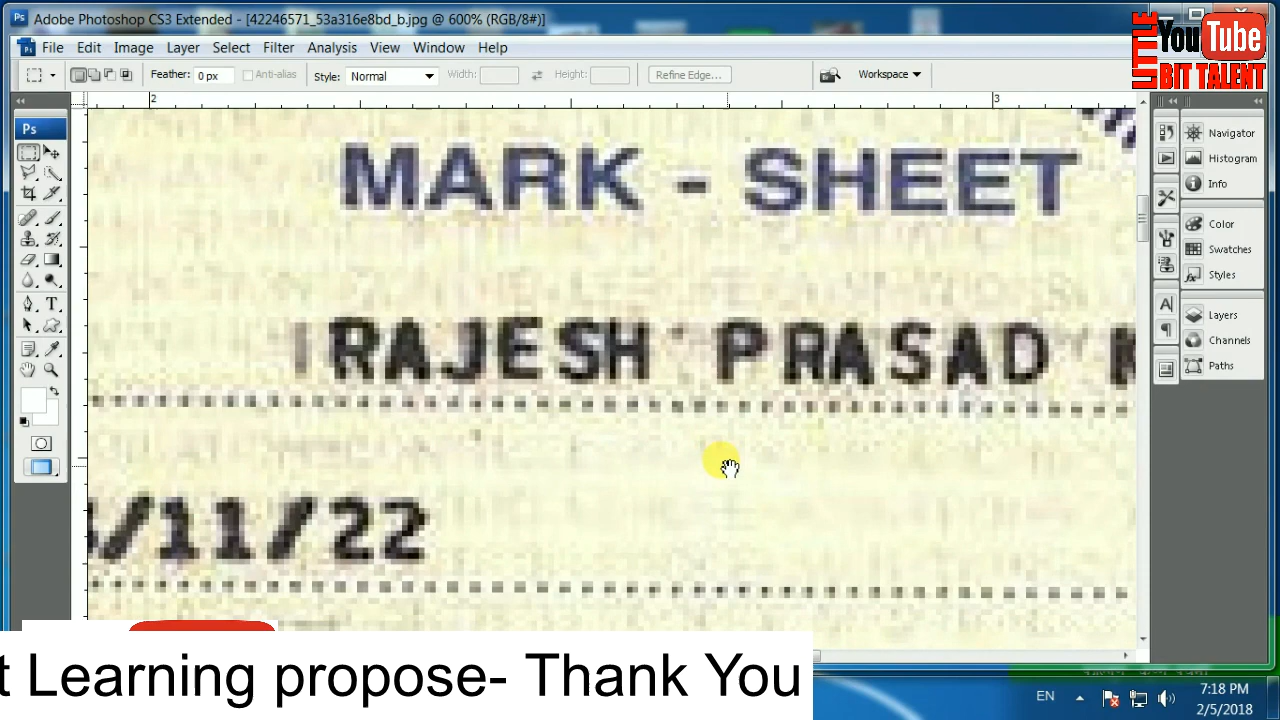 Adobe Photoshop CS3 Extended - [42246571_53a316e8bd_b.jpg @ 600% (RGB/8#)]
File Edit Image Layer Select Filter Analysis View Window Help
Feather: 0 px Anti-alias Style: Normal Width: Height: Refine Edge... Workspace
LITTLE
YouTube
BIT TALENT
2 3
Ps
Navigator
Histogram
Info
Color
Swatches
Styles
Layers
Channels
Paths
MARK - SHEET
RAJESH PRASAD
/11/22
t Learning propose- Thank You
EN
7:18 PM
2/5/2018